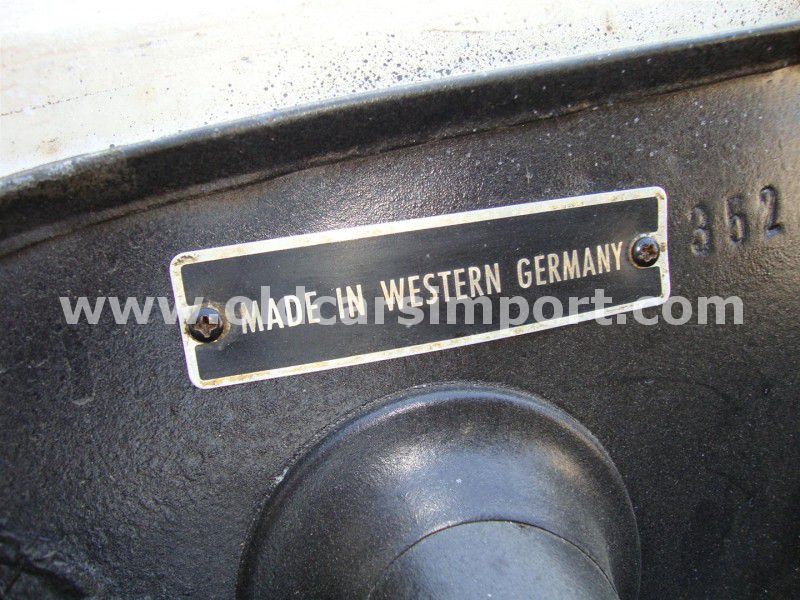 352
MADE IN WESTERN GERMANY
www.oldcarsimport.com